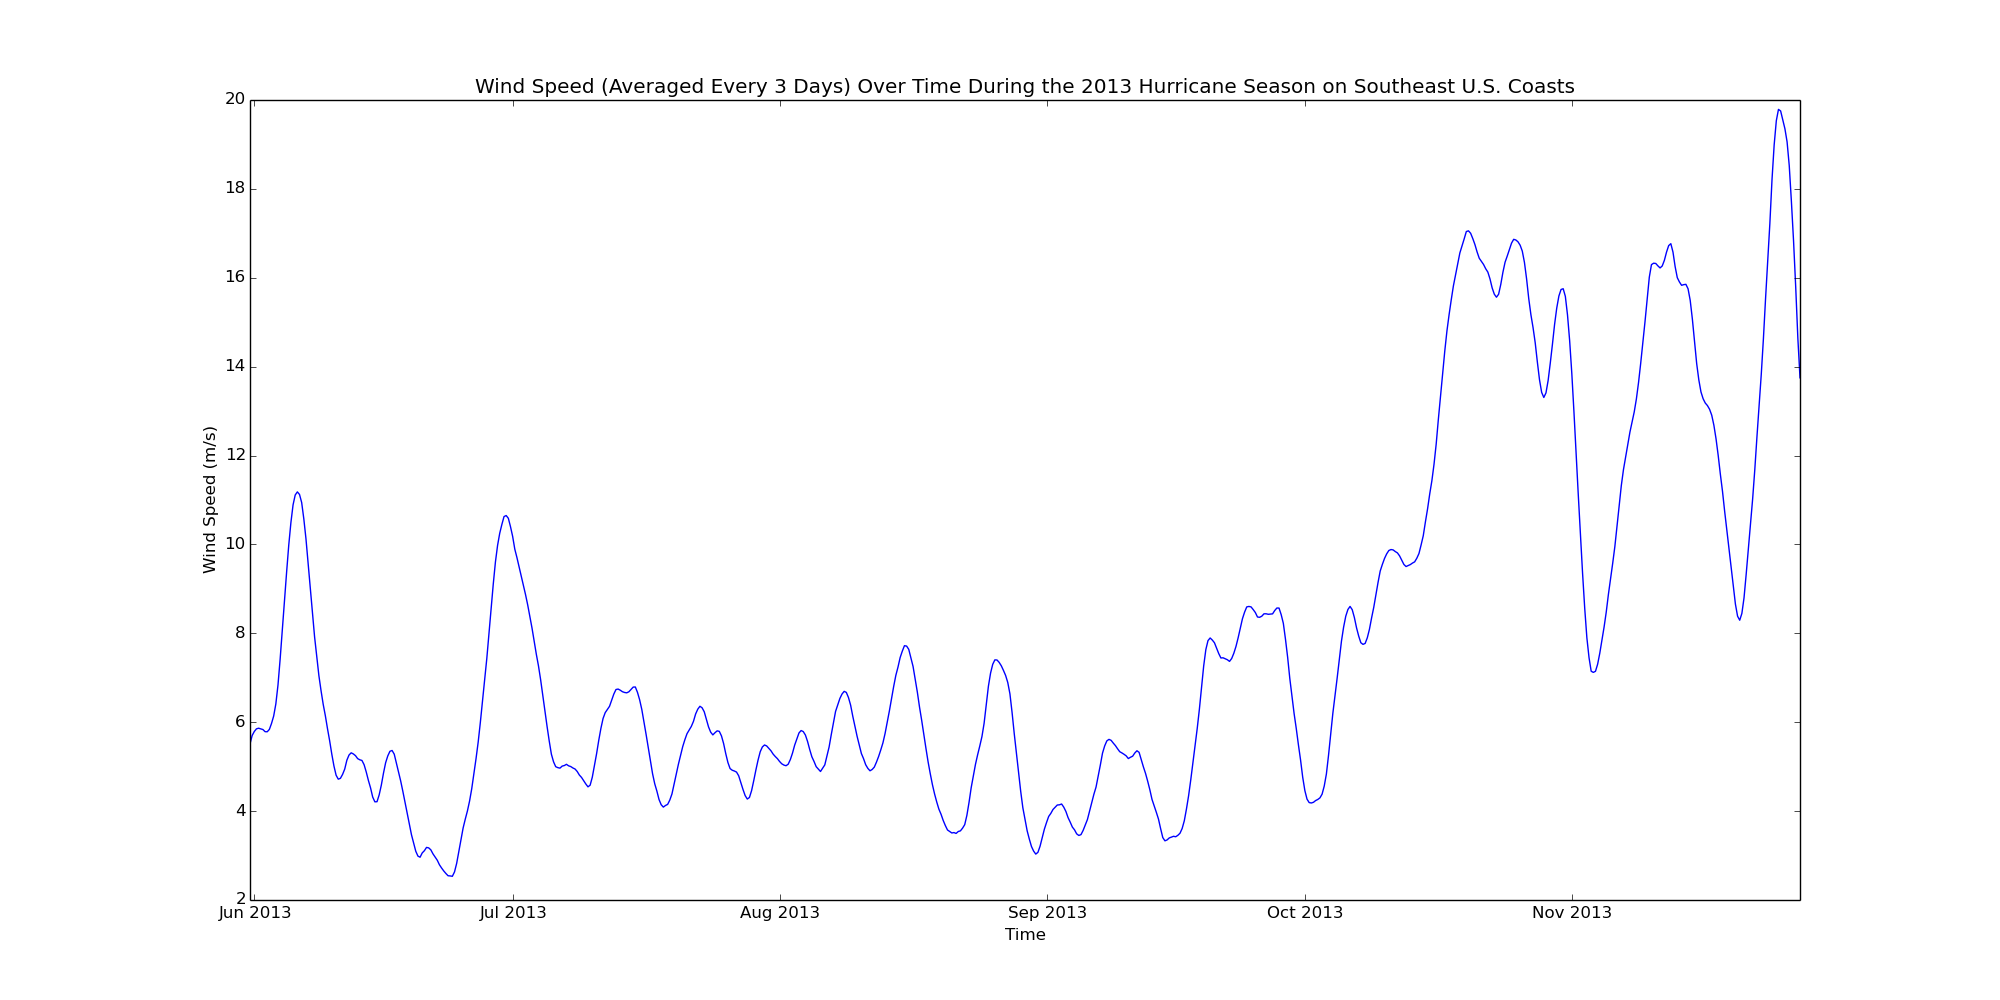 Wind Speed (Averaged Every 3 Days) Over Time During the 2013 Hurricane Season on Southeast U.S. Coasts
20
18
16
14
12
10
8
6
4
2
Wind Speed (m/s)
Jun 2013 Jul 2013 Aug 2013 Sep 2013 Oct 2013 Nov 2013
Time